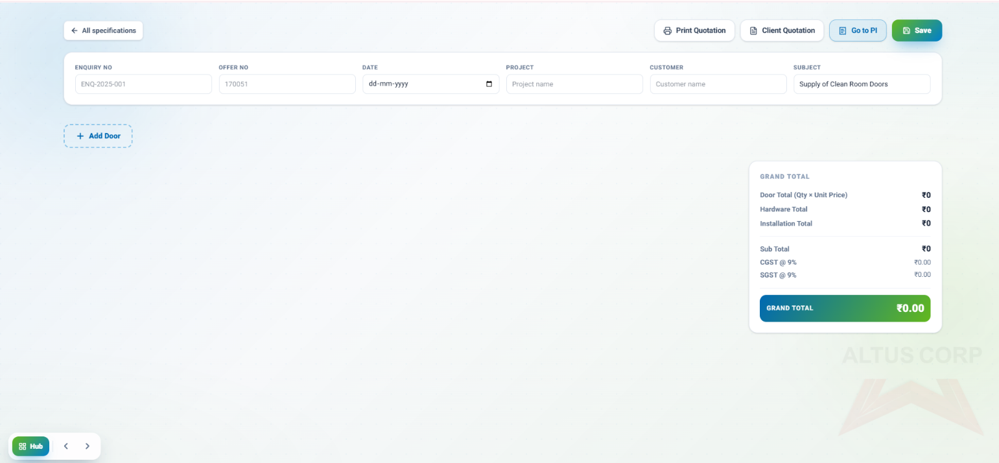 All specifications
Print Quotation
Client Quotation
Go to PI
Save
ENQUIRY NO
OFFER NO
DATE
PROJECT
CUSTOMER
SUBJECT
ENQ-2025-001
170051
dd-mm-yyyy
Project name
Customer name
Supply of Clean Room Doors
+ Add Door
GRAND TOTAL
Door Total (Qty × Unit Price) ₹0
Hardware Total ₹0
Installation Total ₹0
Sub Total ₹0
CGST @ 9% ₹0.00
SGST @ 9% ₹0.00
GRAND TOTAL ₹0.00
ALTUS CORP
Hub